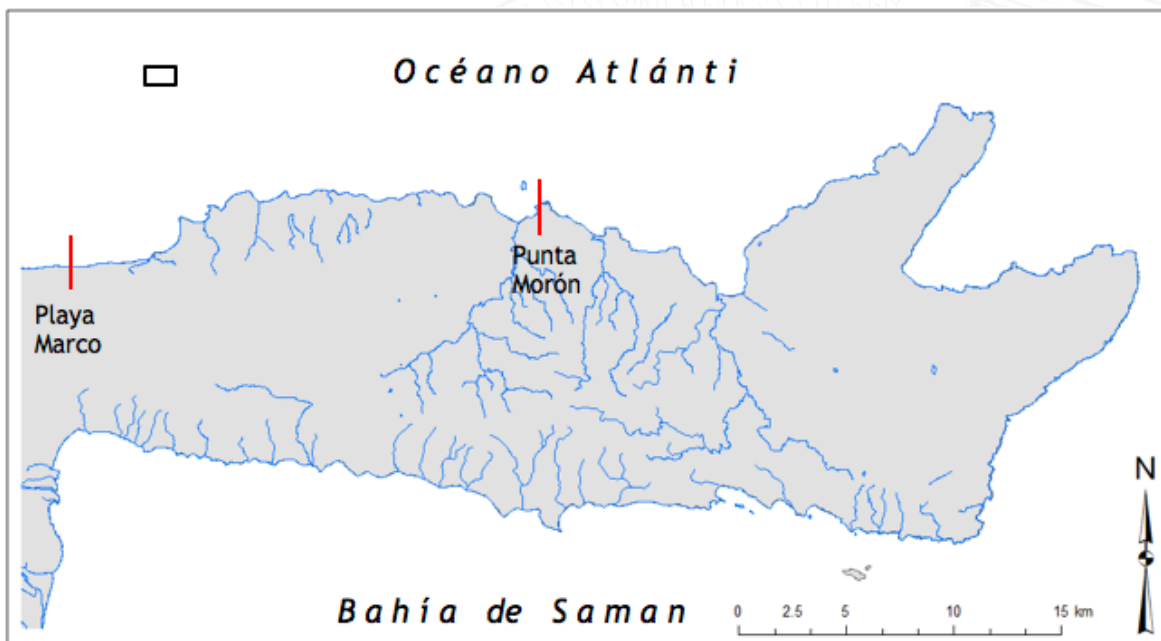 Océano Atlánti
Punta
Morón
Playa
Marco
N
Bahía de Saman
0 2.5 5 10 15 km